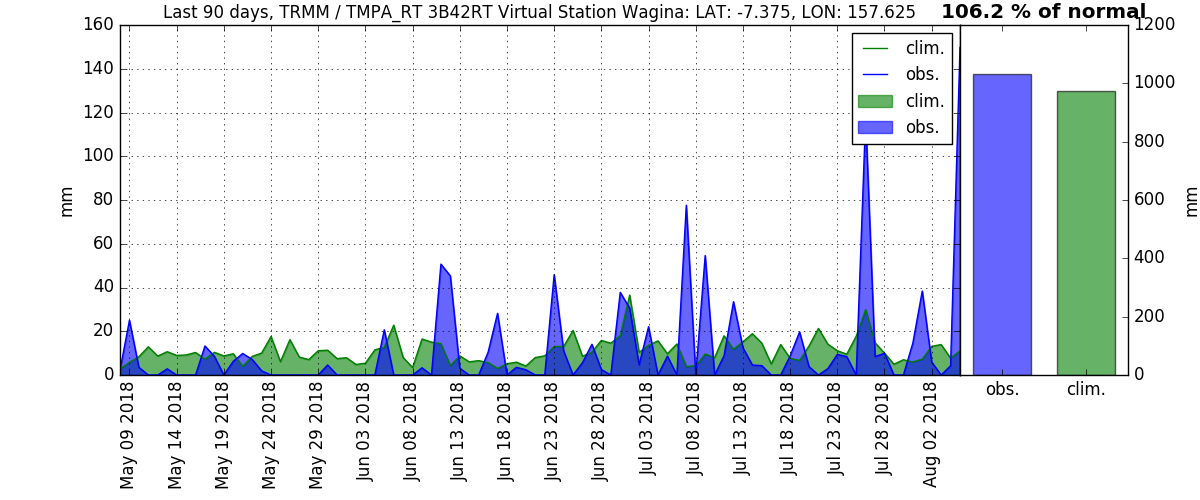 Last 90 days, TRMM / TMPA_RT 3B42RT Virtual Station Wagina: LAT: -7.375, LON: 157.625
106.2 % of normal
160
140
120
100
80
60
40
20
0
mm
clim.
obs.
clim.
obs.
1200
1000
800
600
400
200
0
mm
May 09 2018
May 14 2018
May 19 2018
May 24 2018
May 29 2018
Jun 03 2018
Jun 08 2018
Jun 13 2018
Jun 18 2018
Jun 23 2018
Jun 28 2018
Jul 03 2018
Jul 08 2018
Jul 13 2018
Jul 18 2018
Jul 23 2018
Jul 28 2018
Aug 02 2018
obs.
clim.